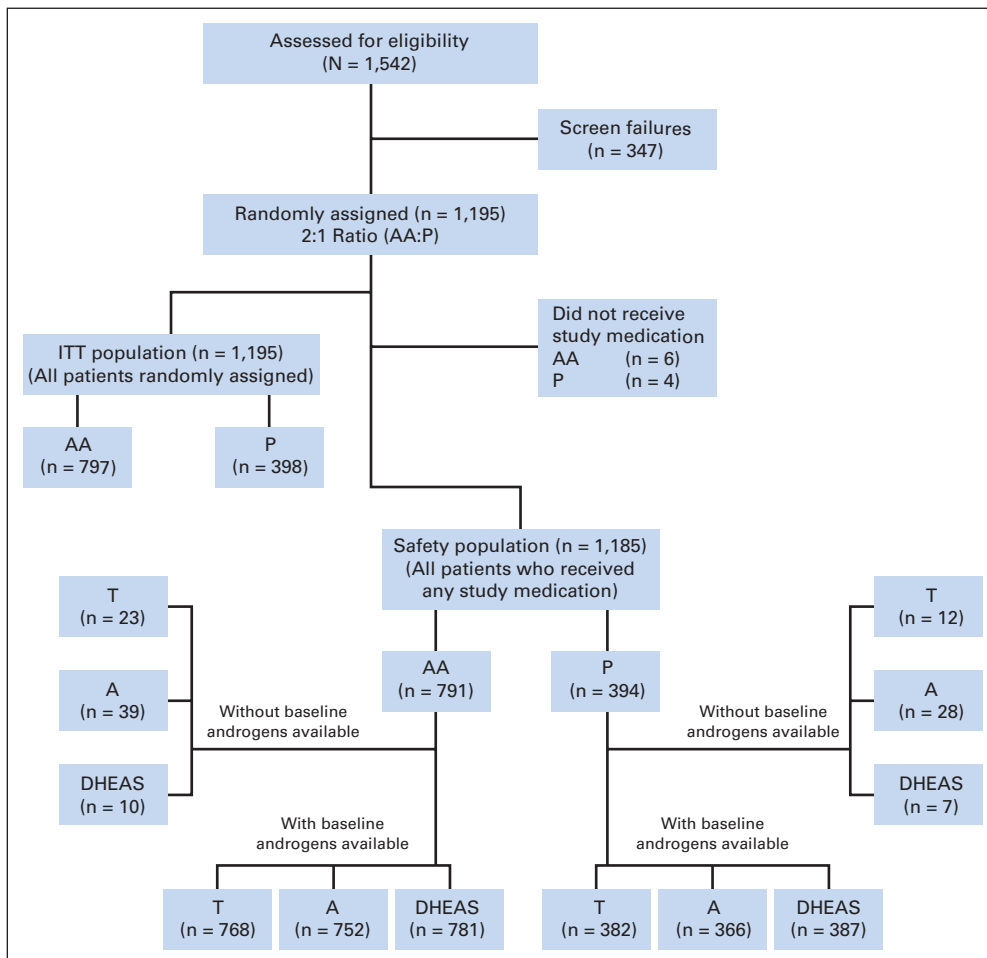 Assessed for eligibility
(N = 1,542)
Screen failures
(n = 347)
Randomly assigned (n = 1,195)
2:1 Ratio (AA:P)
Did not receive
study medication
AA (n = 6)
P (n = 4)
ITT population (n = 1,195)
(All patients randomly assigned)
AA
(n = 797)
P
(n = 398)
Safety population (n = 1,185)
(All patients who received
any study medication)
T
(n = 23)
A
(n = 39)
DHEAS
(n = 10)
Without baseline
androgens available
AA
(n = 791)
P
(n = 394)
Without baseline
androgens available
T
(n = 12)
A
(n = 28)
DHEAS
(n = 7)
With baseline
androgens available
With baseline
androgens available
T
(n = 768)
A
(n = 752)
DHEAS
(n = 781)
T
(n = 382)
A
(n = 366)
DHEAS
(n = 387)